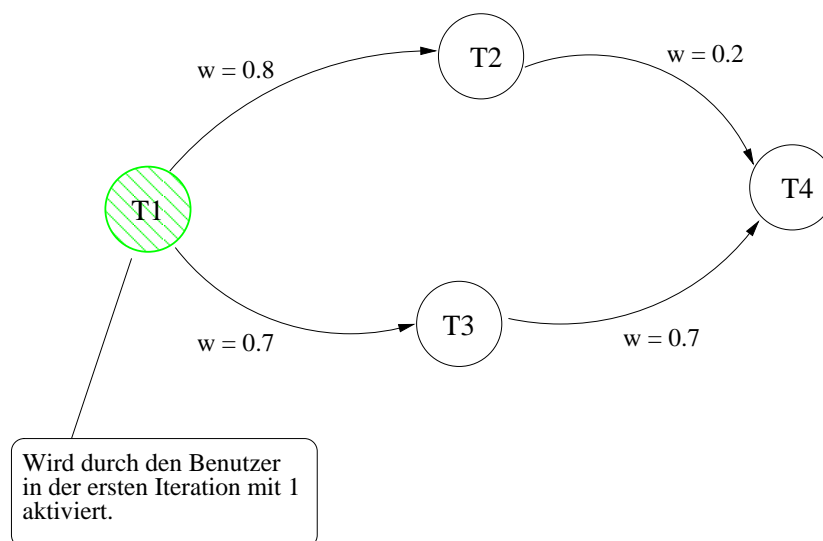 T2
w = 0.2
w = 0.8
T4
T1
T3
w = 0.7
w = 0.7
Wird durch den Benutzer
in der ersten Iteration mit 1
aktiviert.